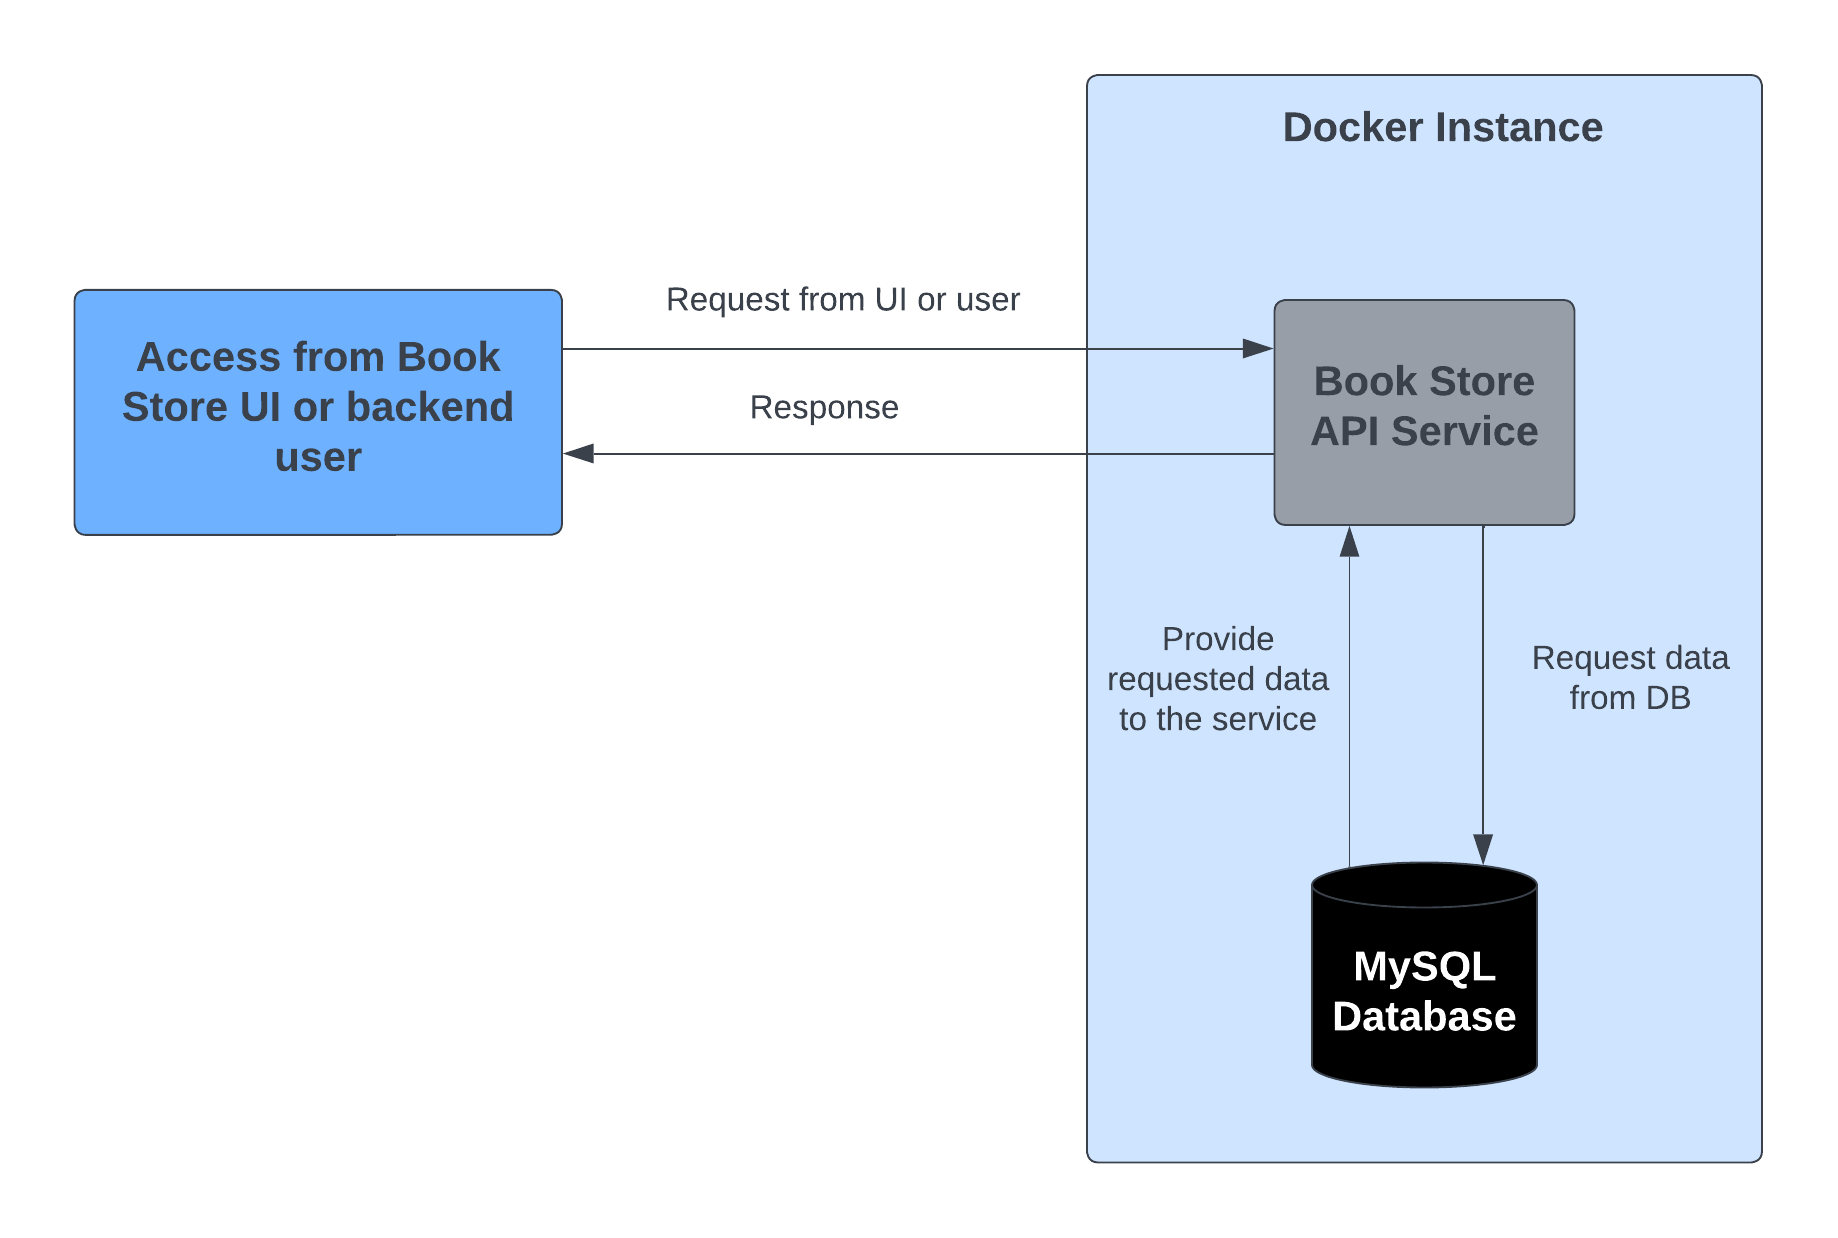 Docker Instance
Request from UI or user
Access from Book
Store UI or backend
user
Response
Book Store
API Service
Provide
requested data
to the service
Request data
from DB
MySQL
Database